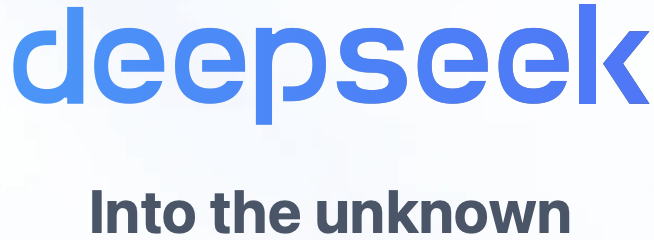 deepseek
Into the unknown